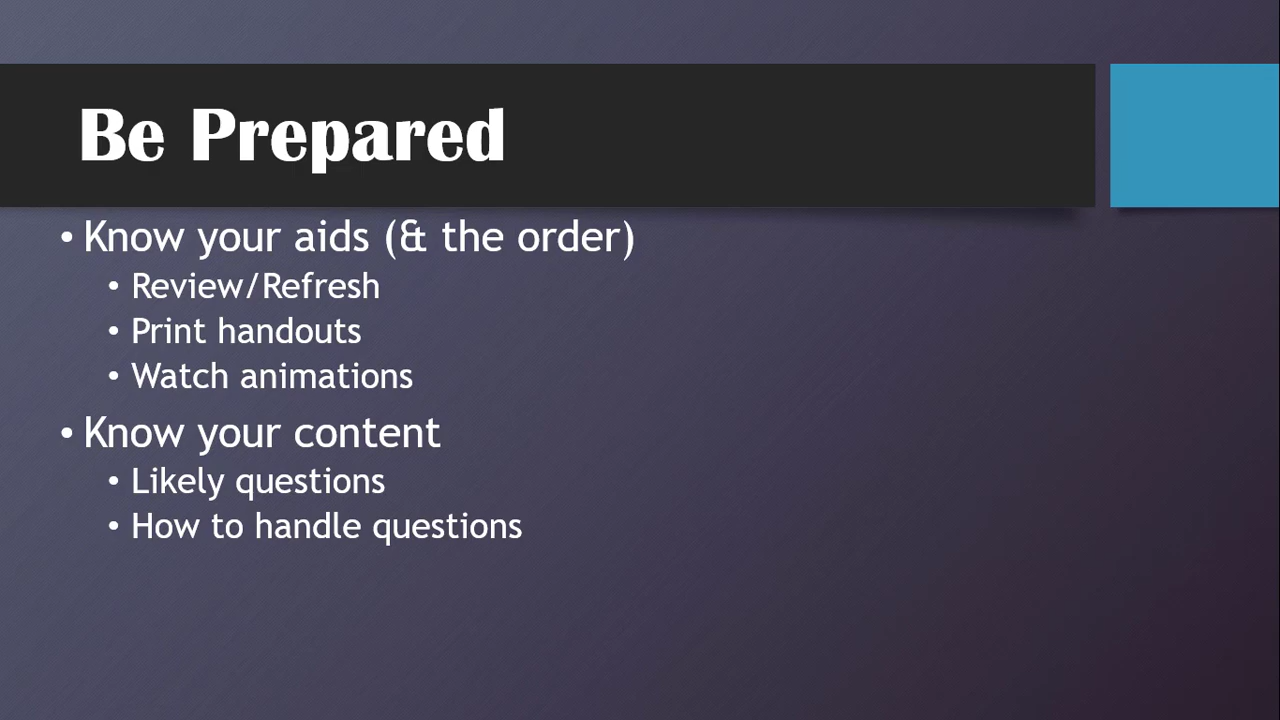 Be Prepared
• Know your aids (& the order)
• Review/Refresh
• Print handouts
• Watch animations
• Know your content
• Likely questions
• How to handle questions